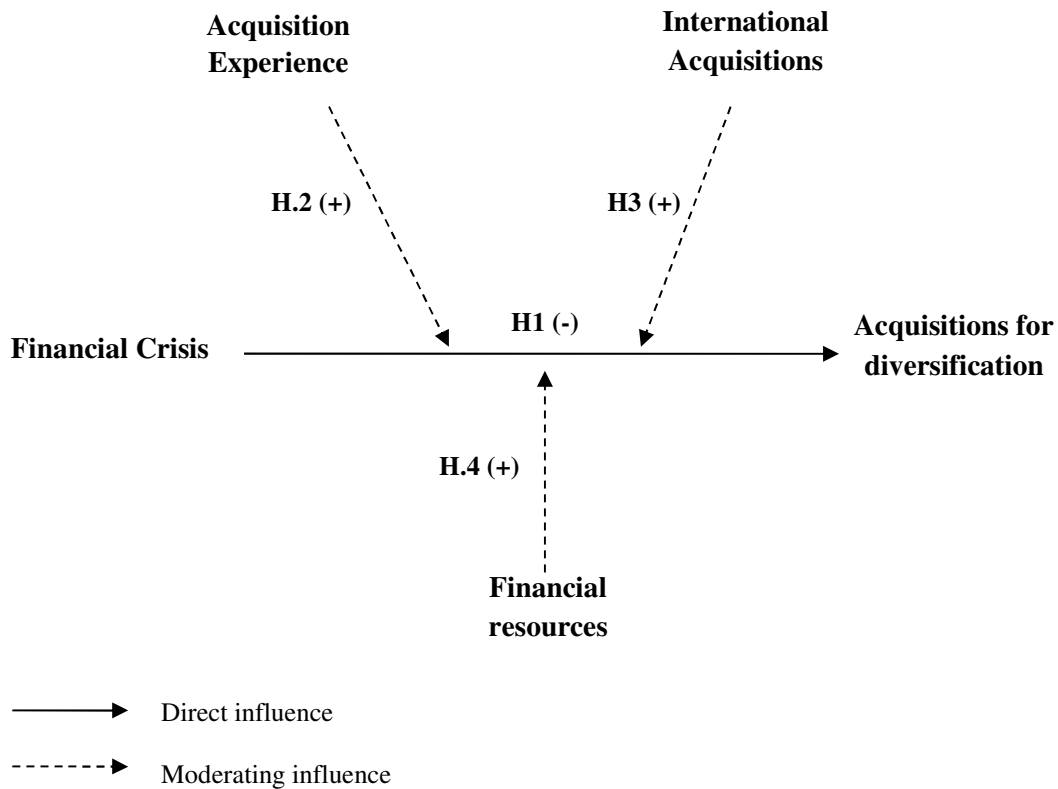 Acquisition
Experience
International
Acquisitions
H.2 (+)
H3 (+)
H1 (-)
Financial Crisis
Acquisitions for
diversification
H.4 (+)
Financial
resources
Direct influence
Moderating influence